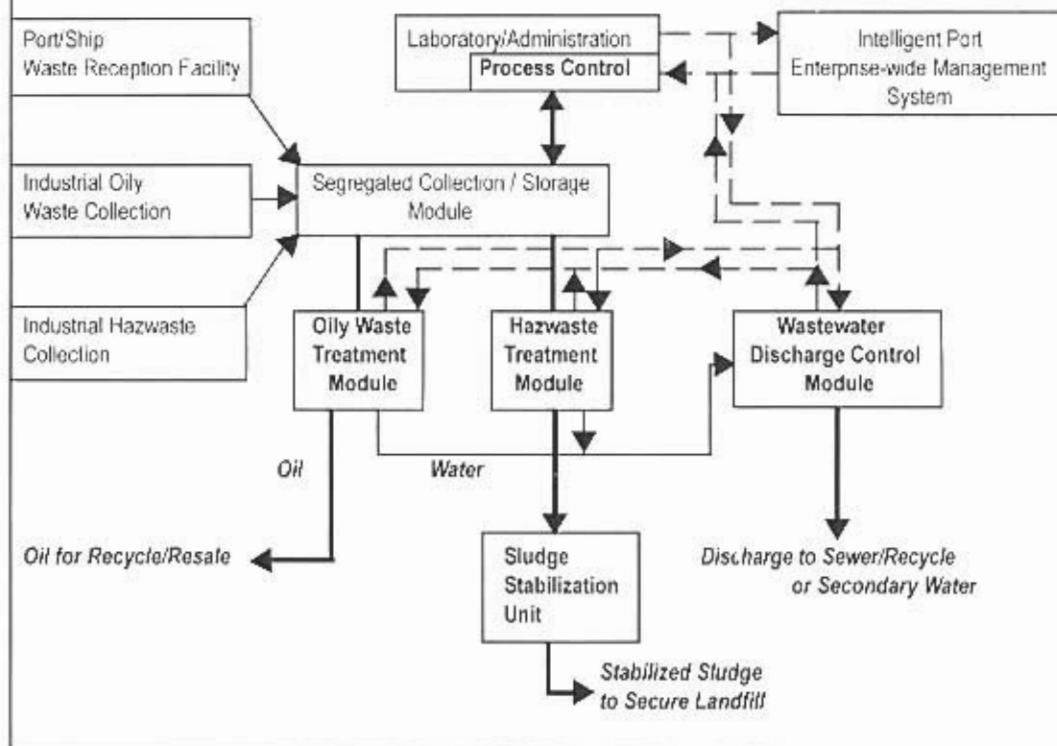 Port/Ship
Waste Reception Facility
Laboratory/Administration
Process Control
Intelligent Port
Enterprise-wide Management
System
Industrial Oily
Waste Collection
Segregated Collection / Storage
Module
Industrial Hazwaste
Collection
Oily Waste
Treatment
Module
Hazwaste
Treatment
Module
Wastewater
Discharge Control
Module
Oil
Water
Oil for Recycle/Resale
Sludge
Stabilization
Unit
Discharge to Sewer/Recycle
or Secondary Water
Stabilized Sludge
to Secure Landfill